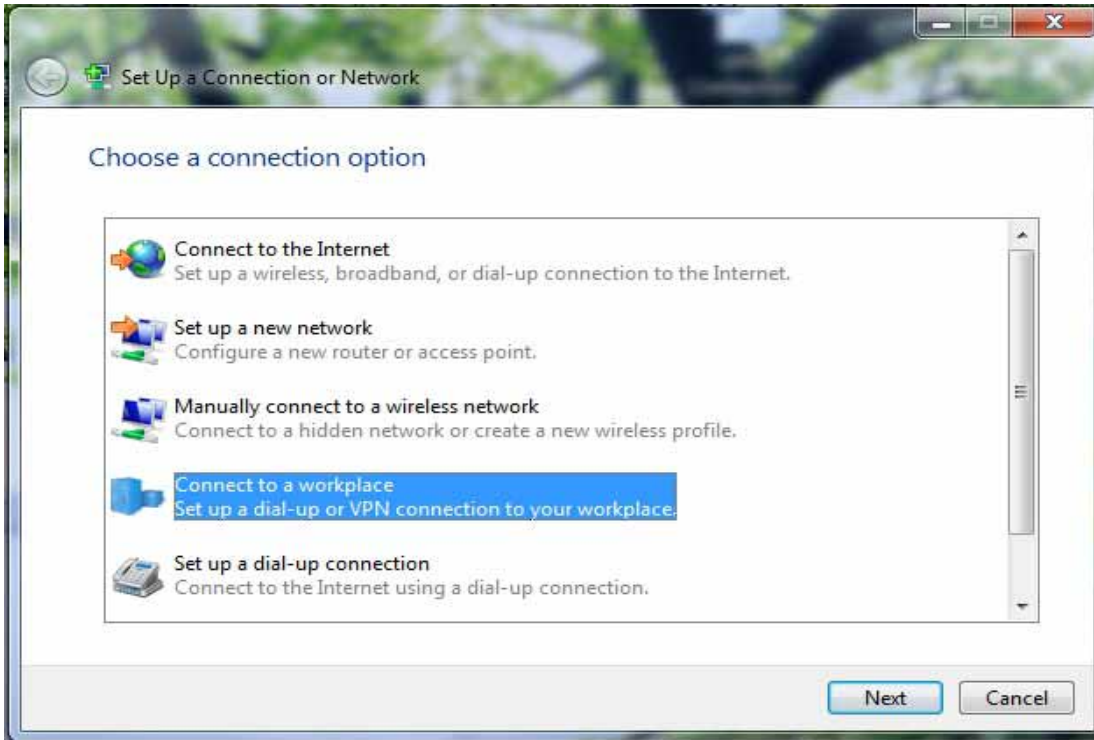 Set Up a Connection or Network
Choose a connection option
Connect to the Internet
Set up a wireless, broadband, or dial-up connection to the Internet.
Set up a new network
Configure a new router or access point.
Manually connect to a wireless network
Connect to a hidden network or create a new wireless profile.
Connect to a workplace
Set up a dial-up or VPN connection to your workplace.
Set up a dial-up connection
Connect to the Internet using a dial-up connection.
Next Cancel